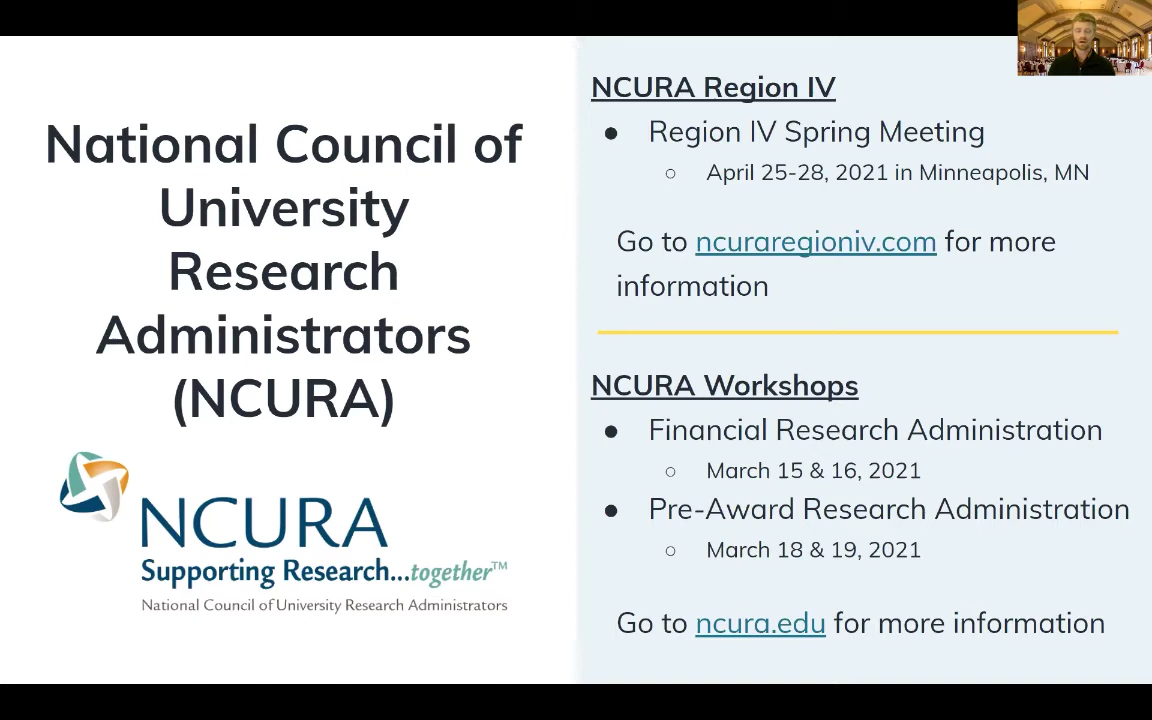 National Council of
University
Research
Administrators
(NCURA)
NCURA
Supporting Research...together™
National Council of University Research Administrators
NCURA Region IV
● Region IV Spring Meeting
○ April 25-28, 2021 in Minneapolis, MN
Go to ncuraregioniv.com for more
information
NCURA Workshops
● Financial Research Administration
○ March 15 & 16, 2021
● Pre-Award Research Administration
○ March 18 & 19, 2021
Go to ncura.edu for more information